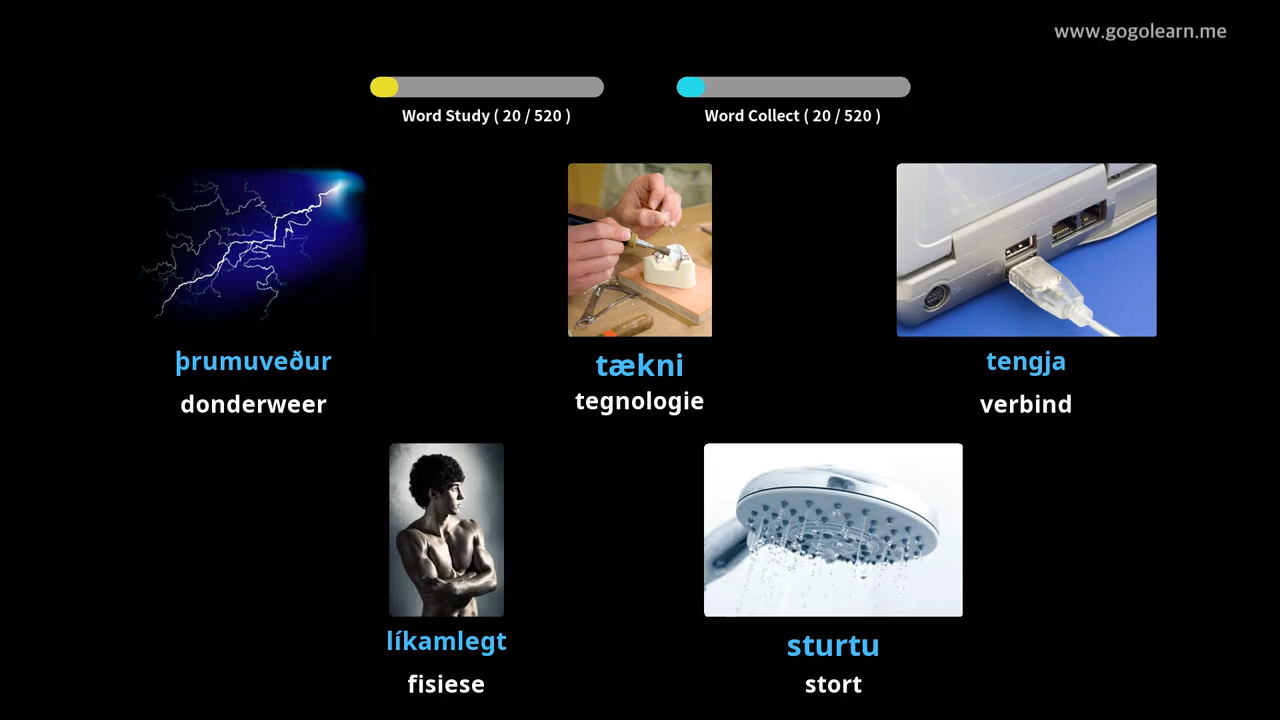 www.gogolearn.me
Word Study ( 20 / 520 )
Word Collect ( 20 / 520 )
þrumuveður
donderweer
tækni
tegnologie
tengja
verbind
líkamlegt
fisiese
sturtu
stort